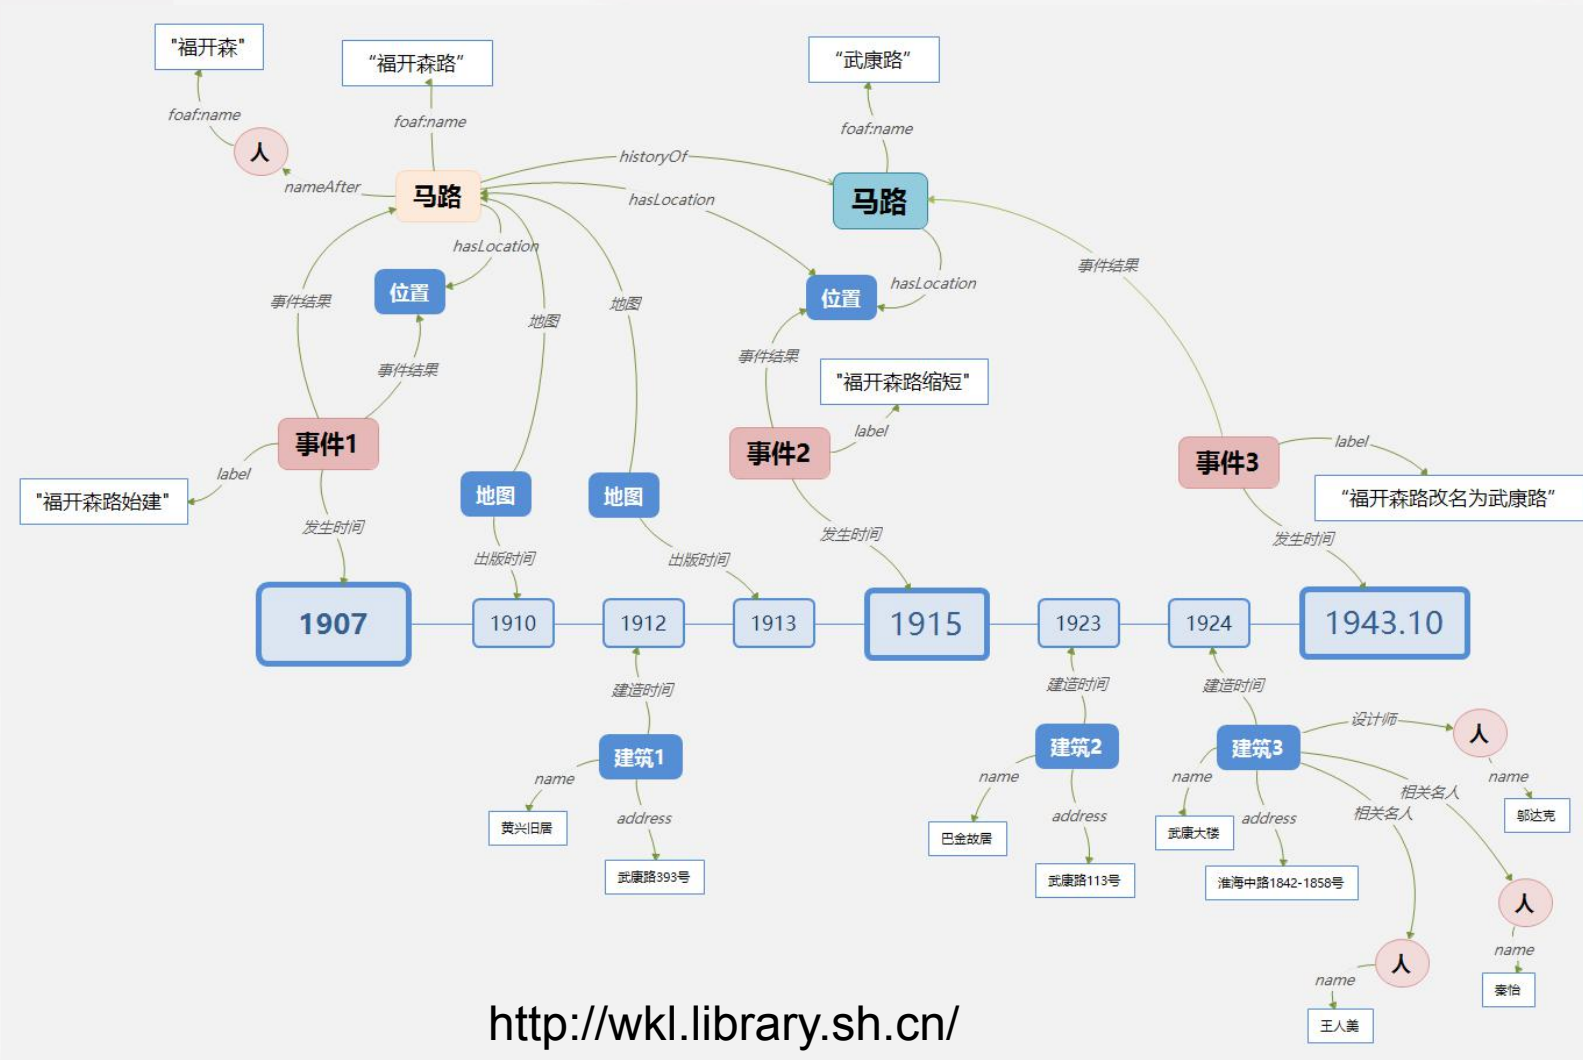 "福开森"
“福开森路”
“武康路”
foaf:name
foaf:name
foaf:name
人
historyOf
nameAfter
马路
hasLocation
马路
hasLocation
事件结果
位置
hasLocation
位置
事件结果
地图
地图
事件结果
事件结果
"福开森路缩短"
label
事件1
事件2
label
事件3
label
"福开森路始建"
地图
地图
“福开森路改名为武康路”
发生时间
出版时间
出版时间
发生时间
发生时间
1907
1910
1912
1913
1915
1923
1924
1943.10
建造时间
建造时间
建造时间
设计师
人
建筑1
建筑2
建筑3
name
name
name
相关名人
name
address
address
address
相关名人
黄兴旧居
巴金故居
武康大楼
邬达克
武康路393号
武康路113号
淮海中路1842-1858号
人
人
name
name
秦怡
王人美
http://wkl.library.sh.cn/